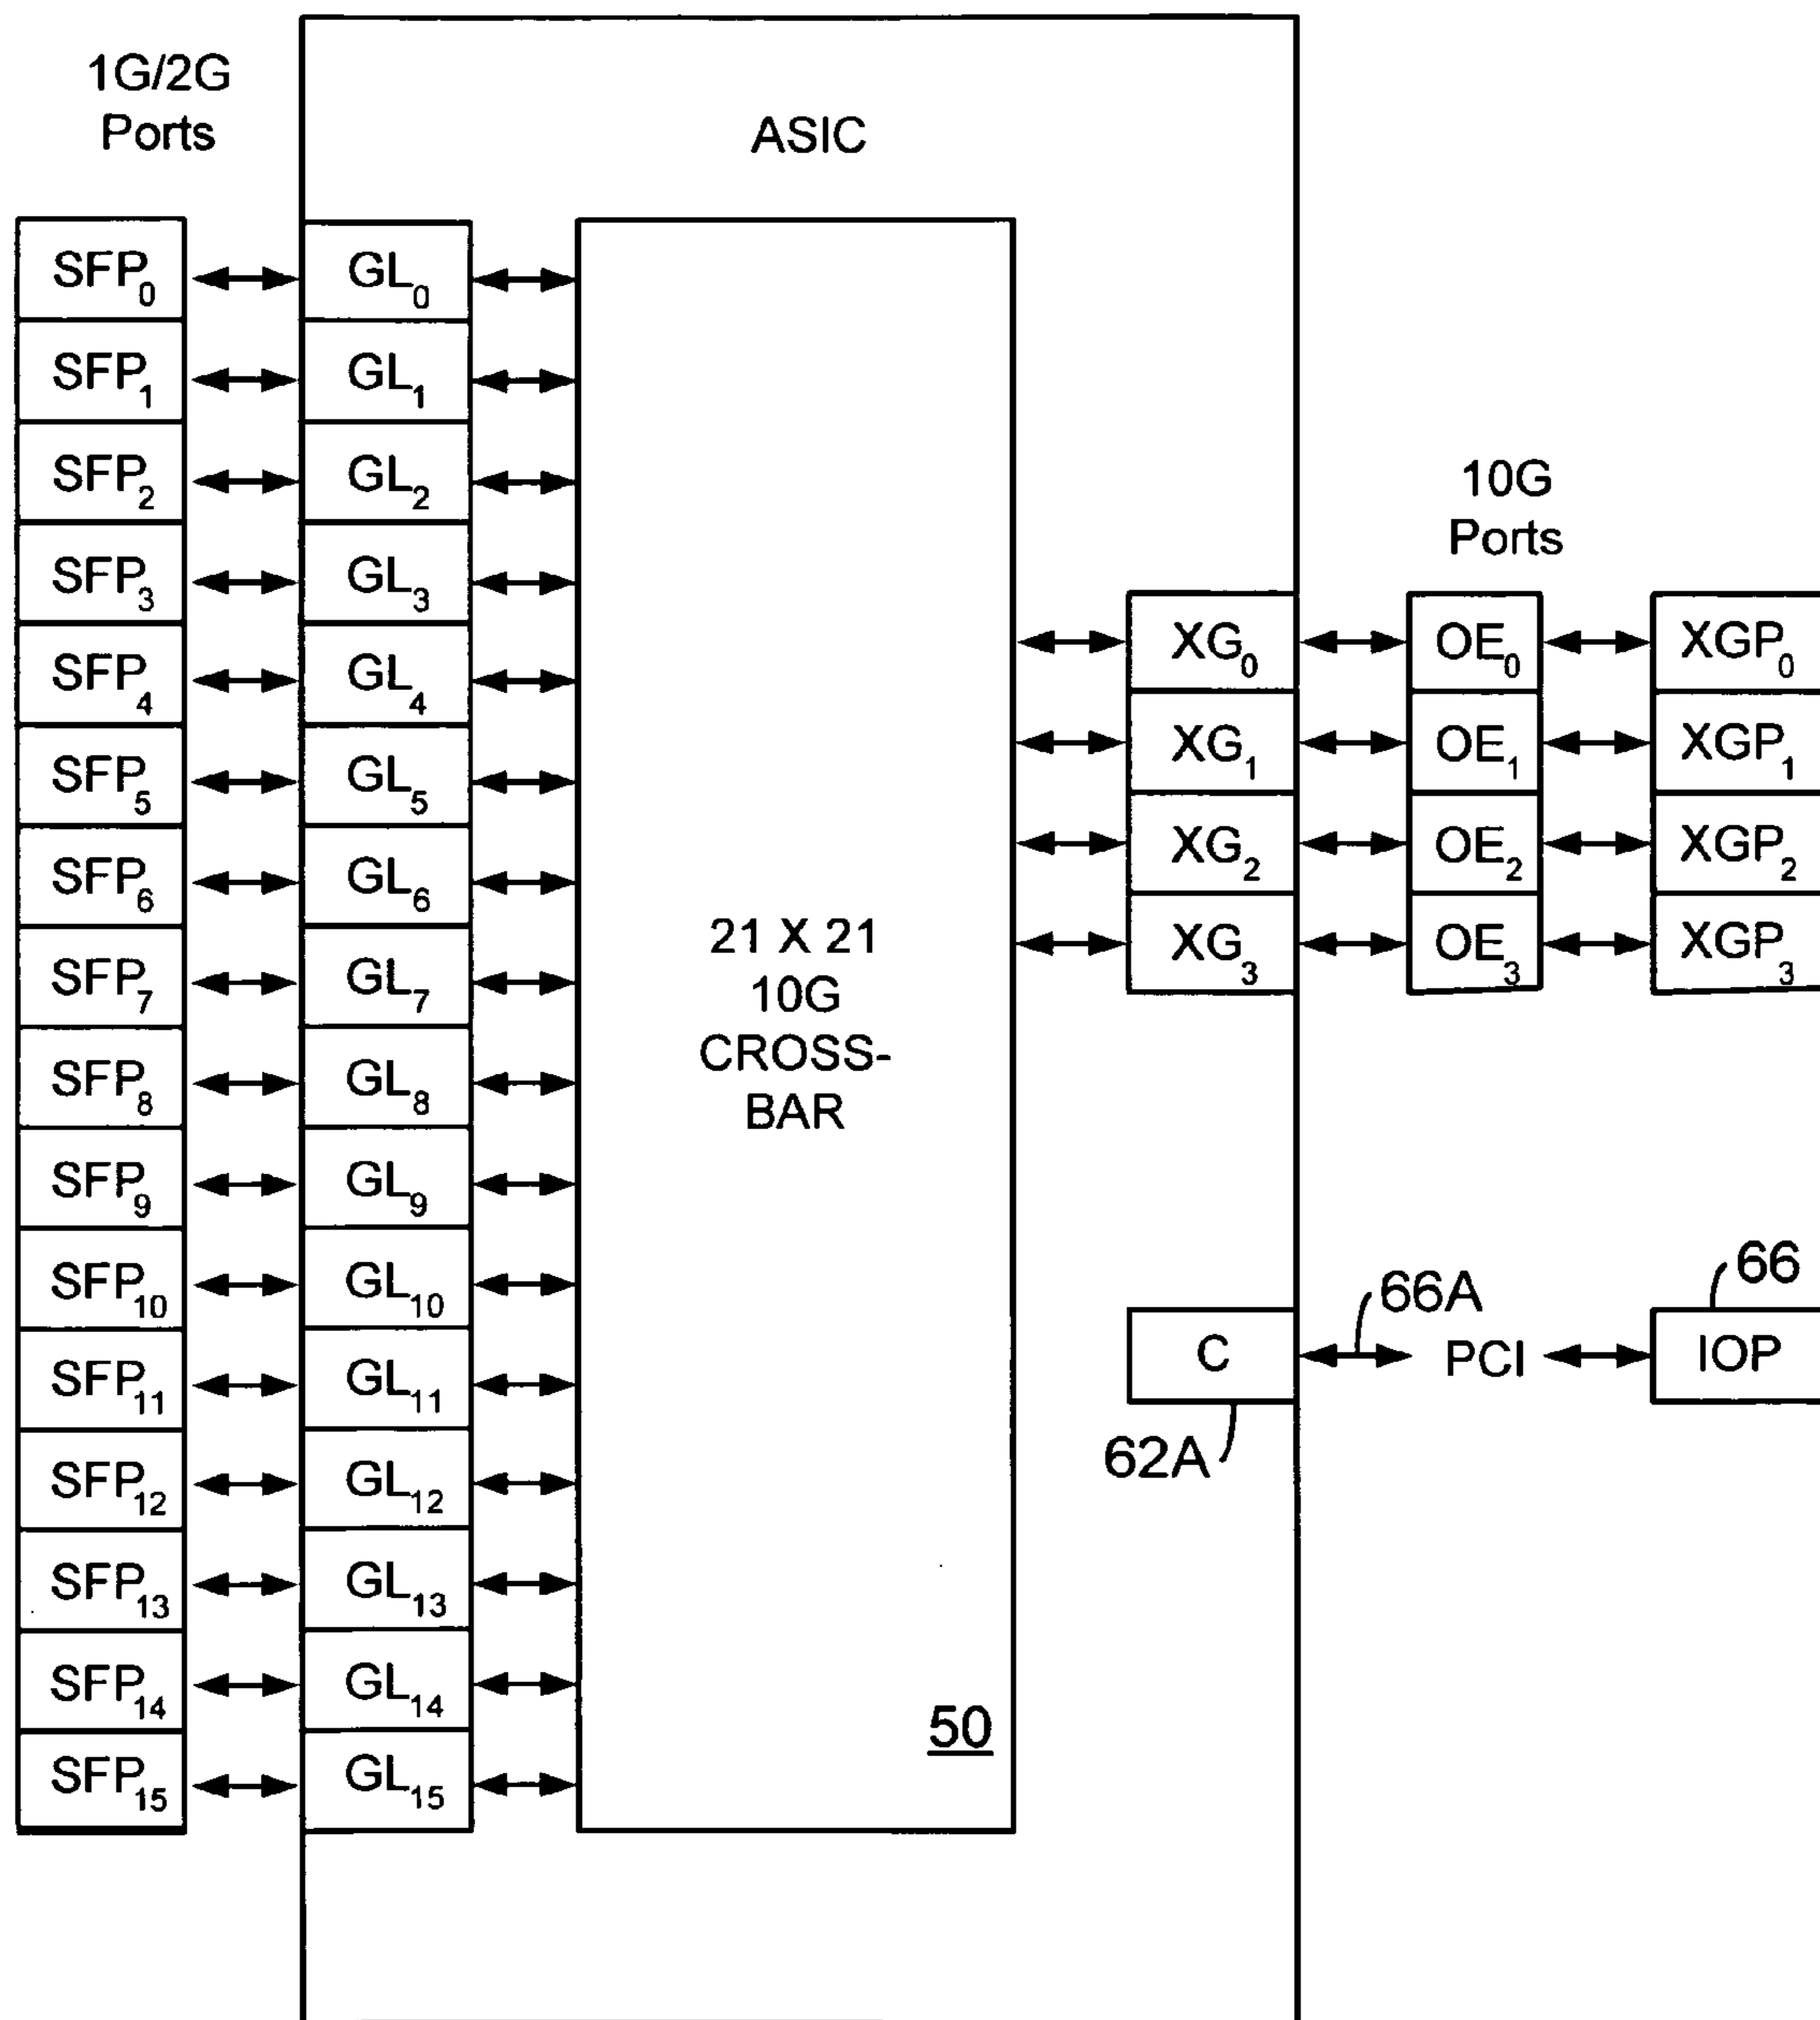 1G/2G
Ports
ASIC
SFP0 GL0
SFP1 GL1
SFP2 GL2
10G
Ports
SFP3 GL3
SFP4 GL4
XG0 OE0 XGP0
SFP5 GL5
XG1 OE1 XGP1
SFP6 GL6
XG2 OE2 XGP2
SFP7 GL7
XG3 OE3 XGP3
21 X 21
10G
CROSS-
BAR
SFP8 GL8
SFP9 GL9
SFP10 GL10
66A
66
SFP11 GL11
C PCI IOP
62A
SFP12 GL12
SFP13 GL13
SFP14 GL14
50
SFP15 GL15